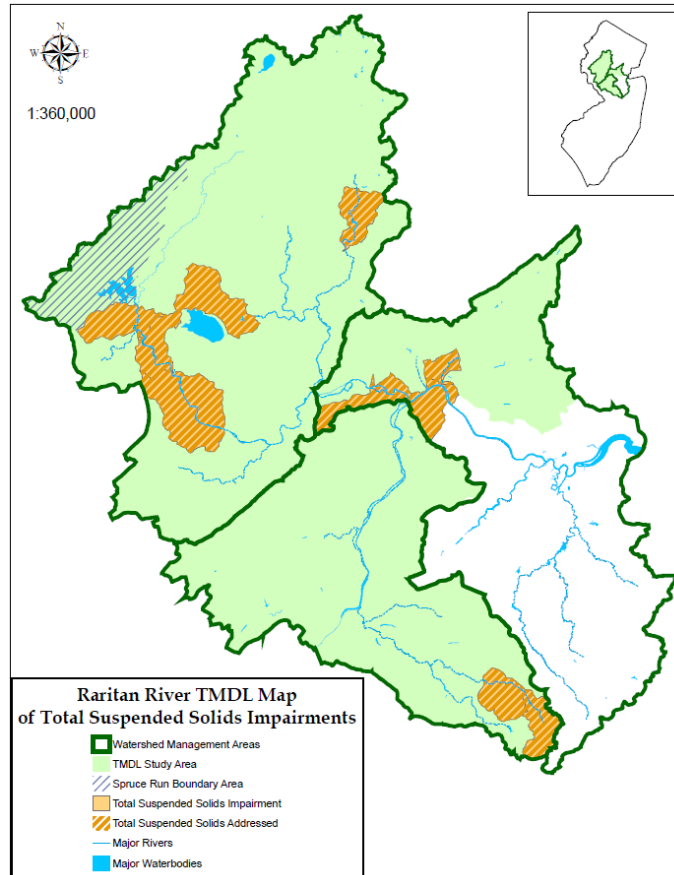 N
W E
S
1:360,000
Raritan River TMDL Map
of Total Suspended Solids Impairments
Watershed Management Areas
TMDL Study Area
Spruce Run Boundary Area
Total Suspended Solids Impairment
Total Suspended Solids Addressed
Major Rivers
Major Waterbodies